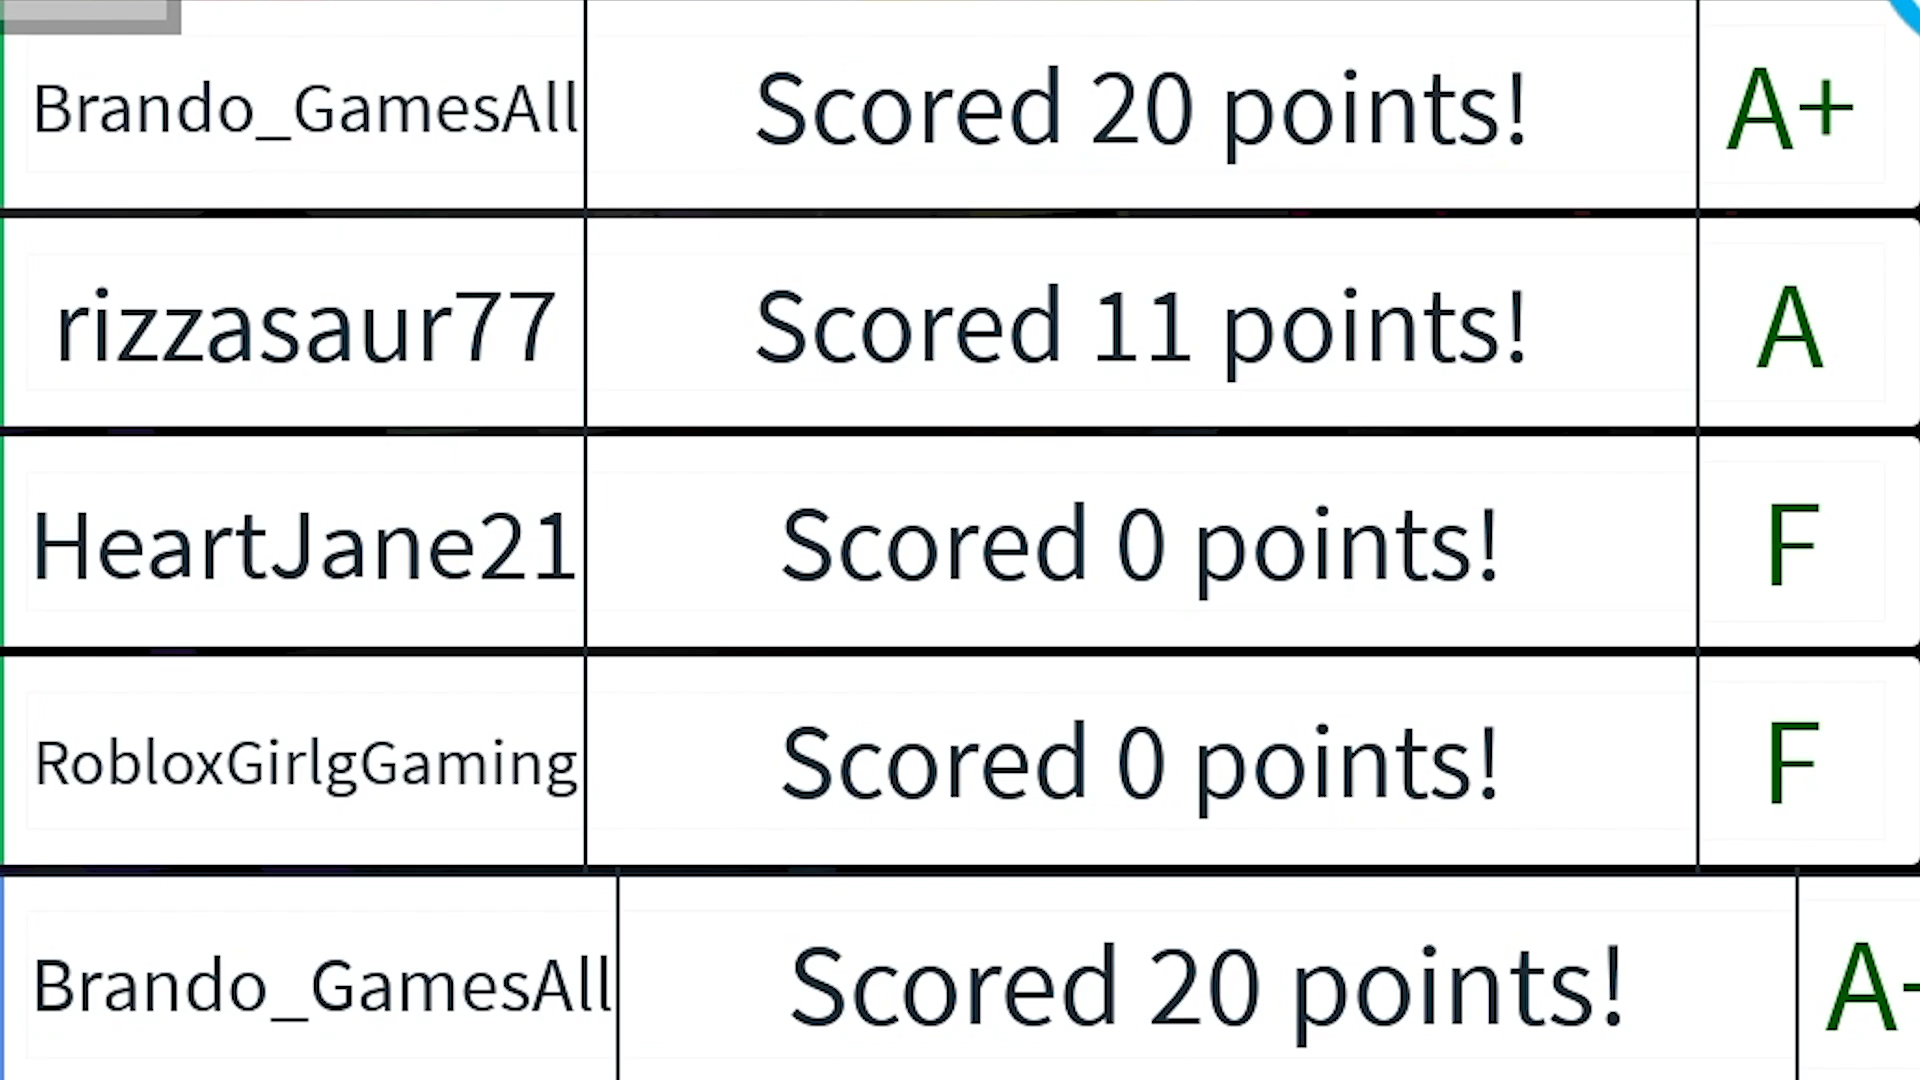 Brando_GamesAll Scored 20 points! A+
rizzasaur77 Scored 11 points! A
HeartJane21 Scored 0 points! F
RobloxGirlgGaming Scored 0 points! F
Brando_GamesAll Scored 20 points! A+